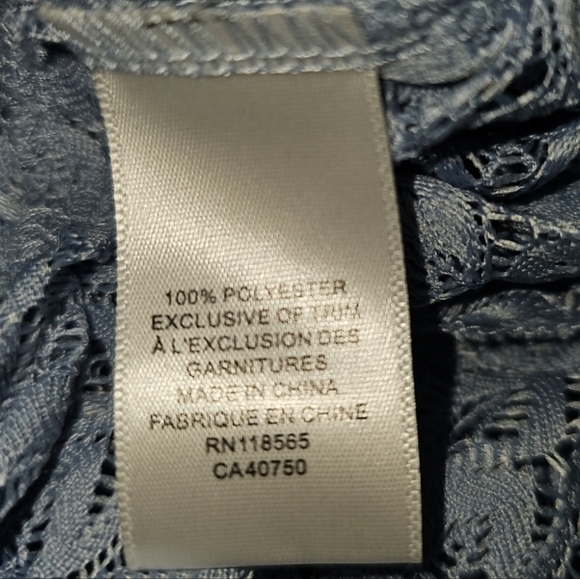 100% POLYESTER
EXCLUSIVE OF TRIM
À L'EXCLUSION DES
GARNITURES
MADE IN CHINA
FABRIQUE EN CHINE
RN118565
CA40750